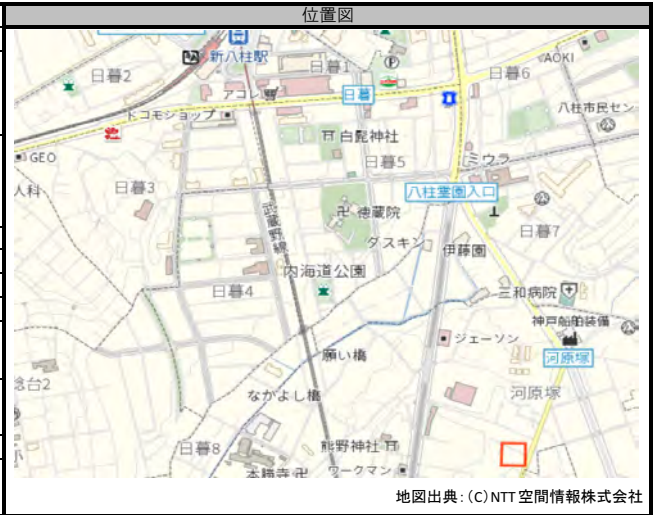 位置図
新八柱駅
日暮2
日暮1
P
日暮6
AOKI
アコレ
日暮
ドコモショップ
八柱市民セン
GEO
白髭神社
日暮5
ミウラ
人科
日暮3
八柱霊園入口
徳蔵院
日暮7
ダスキン
伊藤園
内海道公園
日暮4
三和病院
神戸船舶装備
ジェーソン
願い橋
河原塚
稔台2
なかよし橋
河原塚
日暮8
熊野神社
本勝寺
ワークマン
地図出典：(C)NTT空間情報株式会社